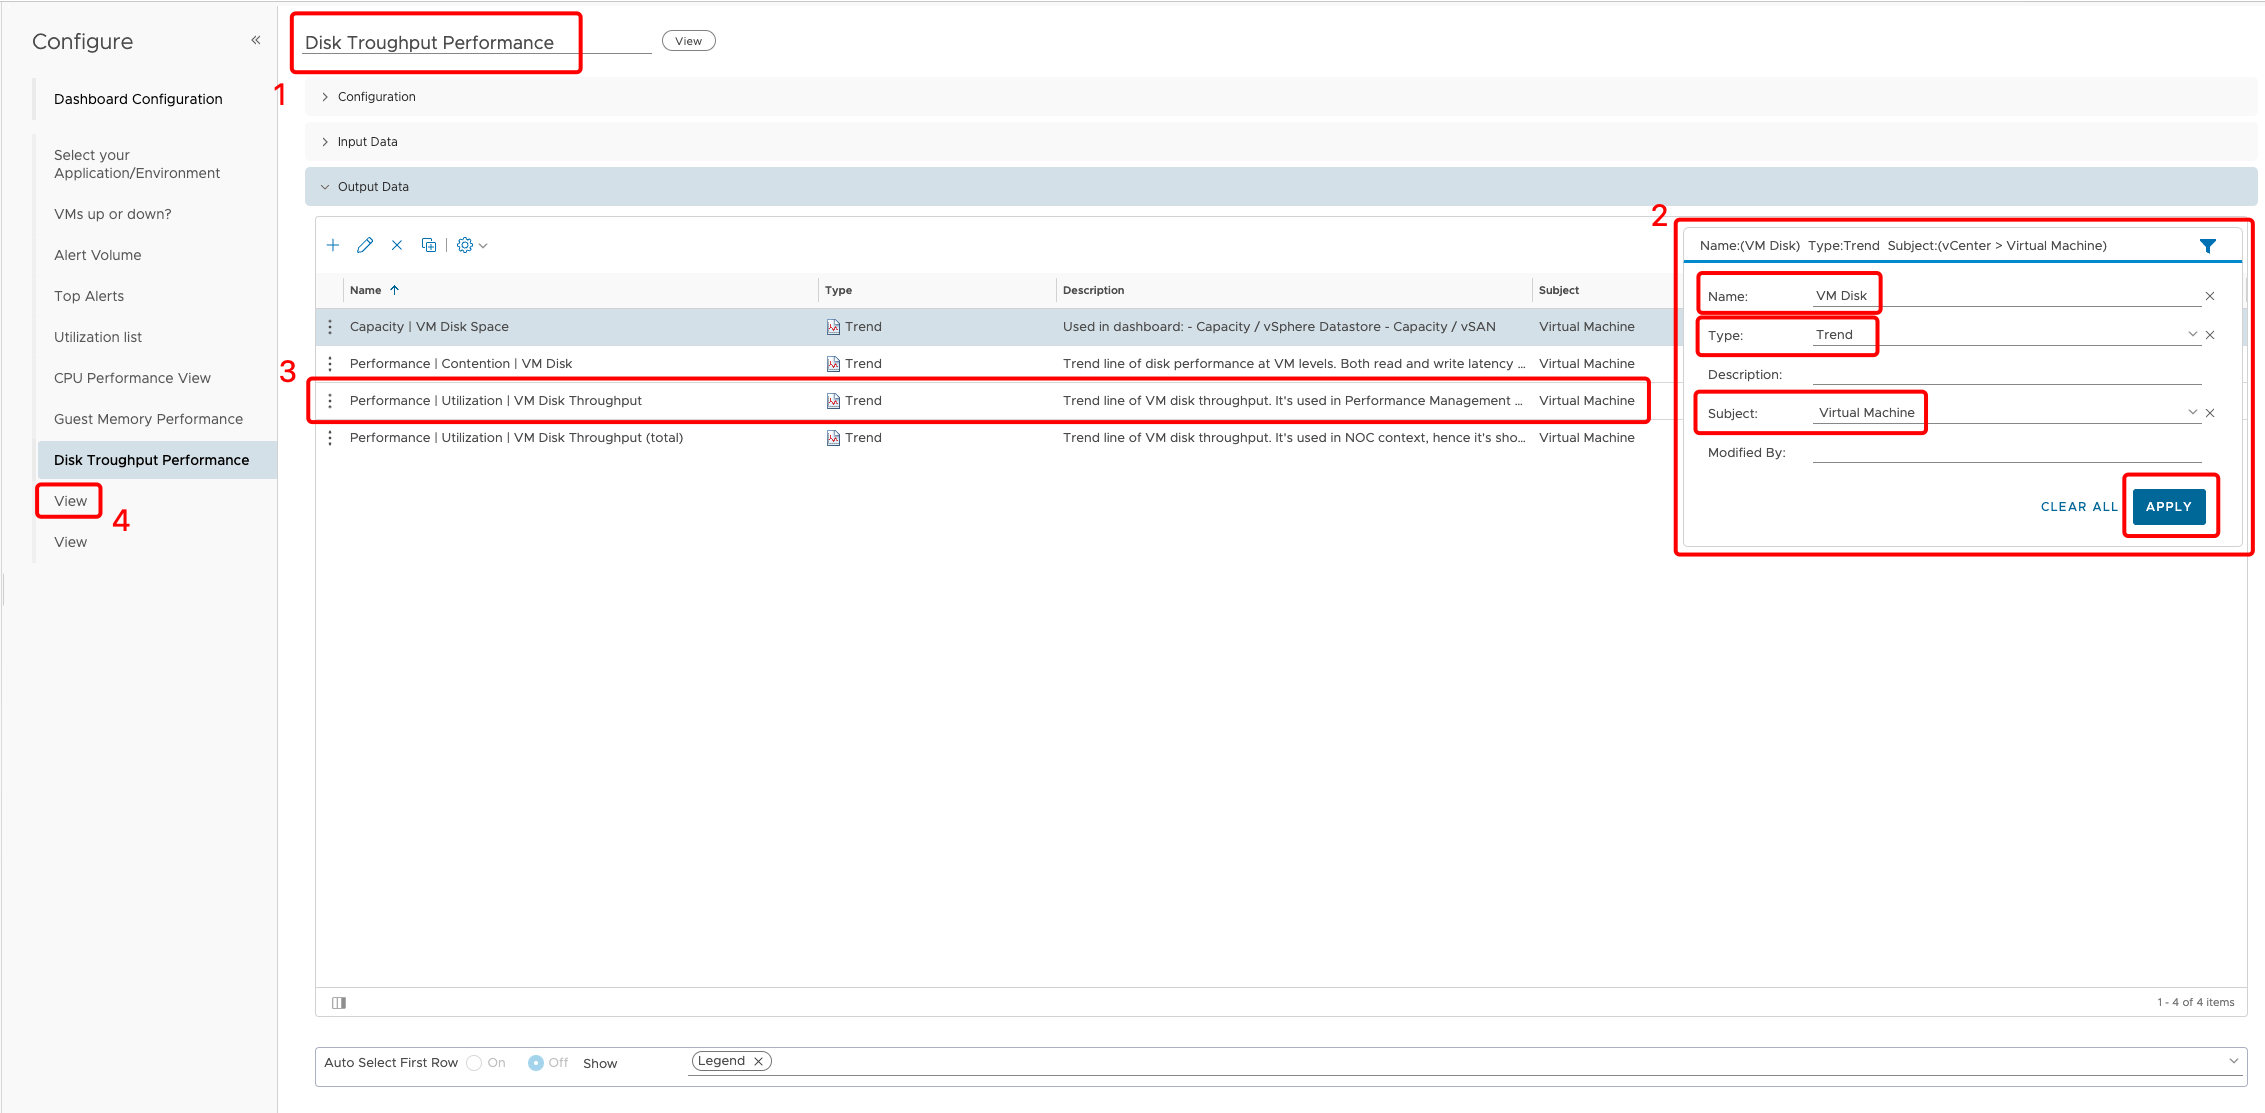 Configure «
Dashboard Configuration
Select your
Application/Environment
VMs up or down?
Alert Volume
Top Alerts
Utilization list
CPU Performance View
Guest Memory Performance
Disk Troughput Performance
View
4
View
Disk Troughput Performance View
1
Configuration
Input Data
Output Data
2
Name:(VM Disk) Type:Trend Subject:(vCenter > Virtual Machine)
Name: VM Disk
Type: Trend
Description:
Subject: Virtual Machine
Modified By:
CLEAR ALL APPLY
Name Type Description Subject
Capacity | VM Disk Space Trend Used in dashboard: - Capacity / vSphere Datastore - Capacity / vSAN Virtual Machine
Performance | Contention | VM Disk Trend Trend line of disk performance at VM levels. Both read and write latency ... Virtual Machine
3
Performance | Utilization | VM Disk Throughput Trend Trend line of VM disk throughput. It's used in Performance Management ... Virtual Machine
Performance | Utilization | VM Disk Throughput (total) Trend Trend line of VM disk throughput. It's used in NOC context, hence it's sho... Virtual Machine
1 - 4 of 4 items
Auto Select First Row On Off Show Legend